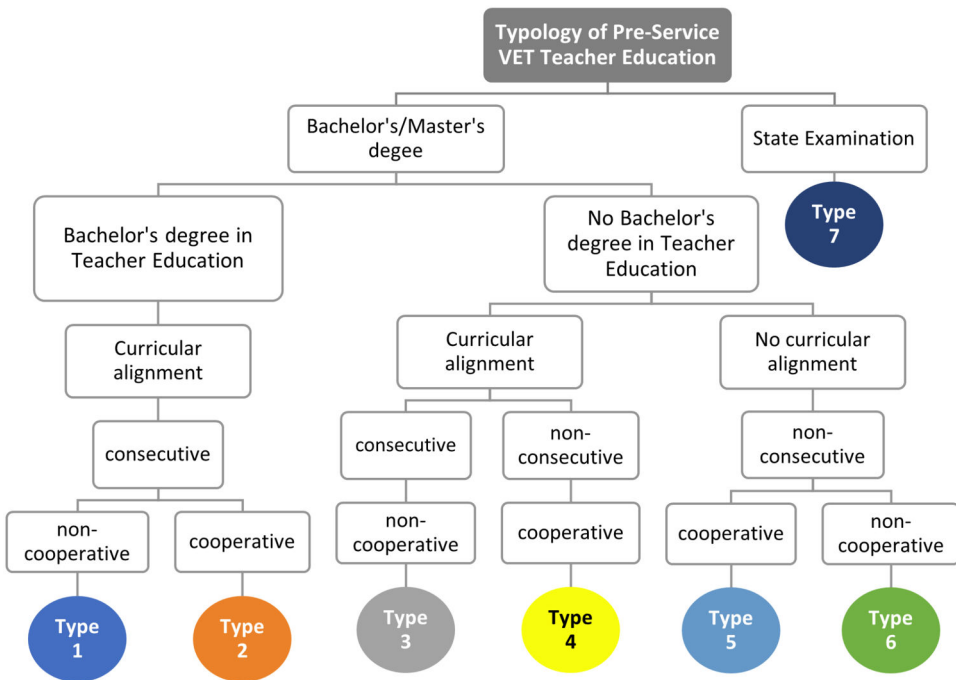 Typology of Pre-Service
VET Teacher Education
Bachelor's/Master's
degee
State Examination
Type
7
Bachelor's degree in
Teacher Education
No Bachelor's
degree in Teacher
Education
Curricular
alignment
Curricular
alignment
No curricular
alignment
consecutive
consecutive
non-
consecutive
non-
consecutive
non-
cooperative
cooperative
non-
cooperative
cooperative
cooperative
non-
cooperative
Type
1
Type
2
Type
3
Type
4
Type
5
Type
6